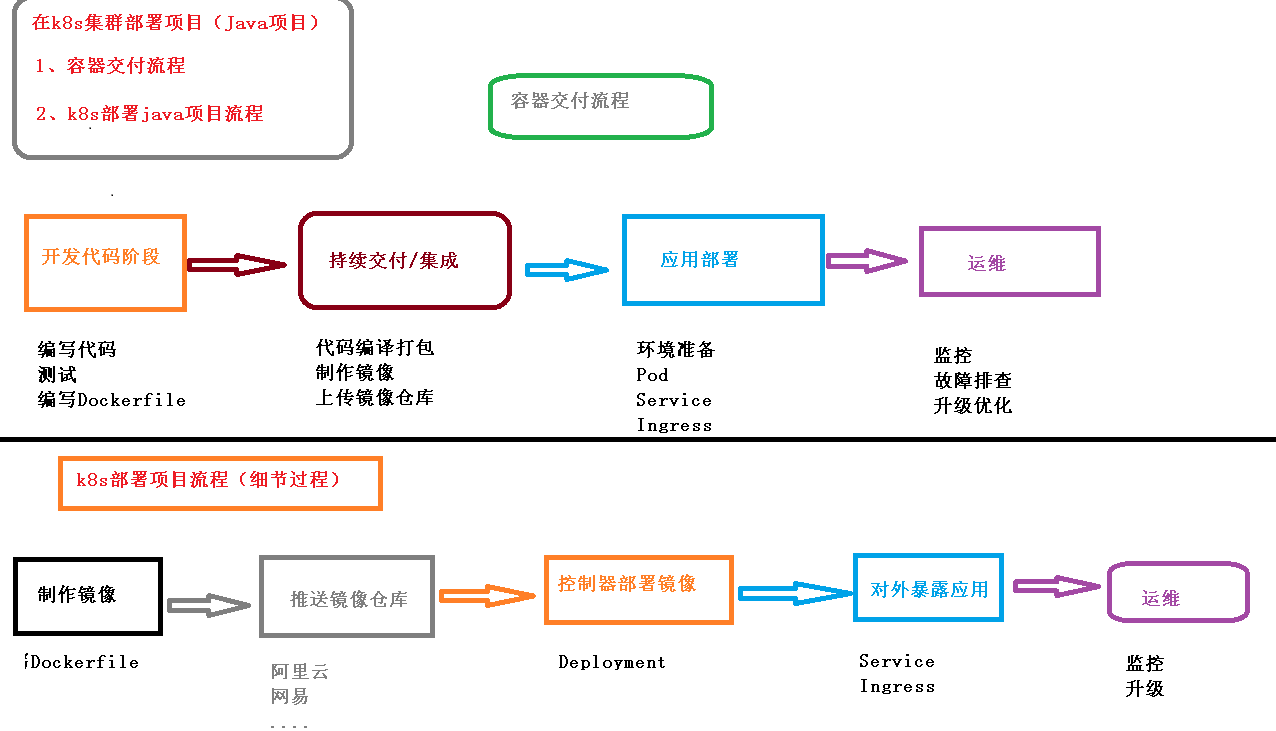 在k8s集群部署项目（Java项目）
1、容器交付流程
2、k8s部署java项目流程
容器交付流程
开发代码阶段
持续交付/集成
应用部署
运维
编写代码
测试
编写Dockerfile
代码编译打包
制作镜像
上传镜像仓库
环境准备
Pod
Service
Ingress
监控
故障排查
升级优化
k8s部署项目流程（细节过程）
制作镜像
推送镜像仓库
控制器部署镜像
对外暴露应用
运维
Dockerfile
阿里云
网易
....
Deployment
Service
Ingress
监控
升级